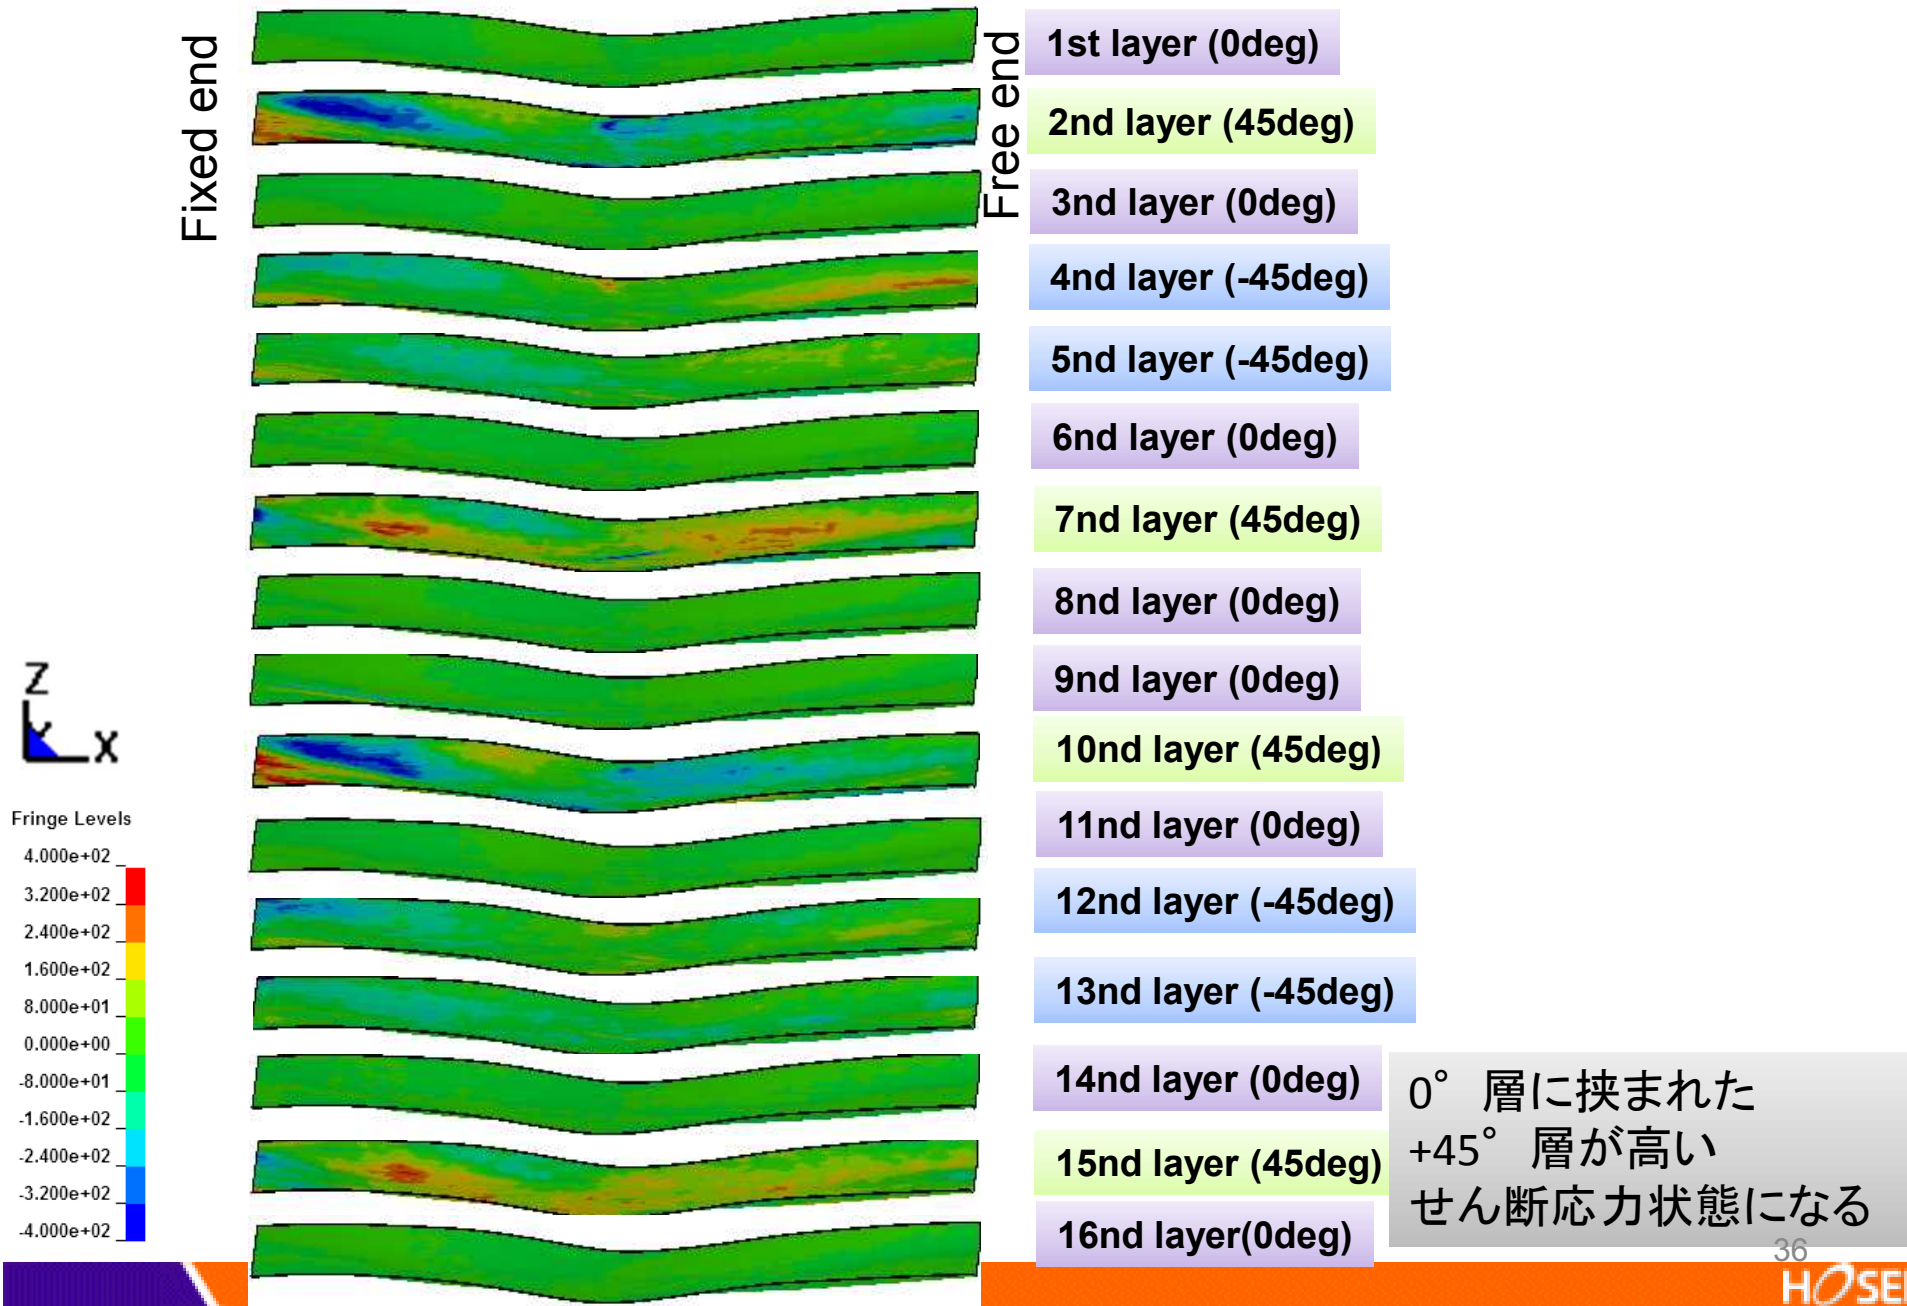 Fixed end
Free end
1st layer (0deg)
2nd layer (45deg)
3nd layer (0deg)
4nd layer (-45deg)
5nd layer (-45deg)
6nd layer (0deg)
7nd layer (45deg)
8nd layer (0deg)
9nd layer (0deg)
10nd layer (45deg)
11nd layer (0deg)
12nd layer (-45deg)
13nd layer (-45deg)
14nd layer (0deg)
15nd layer (45deg)
16nd layer(0deg)
Z
Y
X
Fringe Levels
4.000e+02
3.200e+02
2.400e+02
1.600e+02
8.000e+01
0.000e+00
-8.000e+01
-1.600e+02
-2.400e+02
-3.200e+02
-4.000e+02
0°層に挟まれた
+45°層が高い
せん断応力状態になる
36
HOSEI